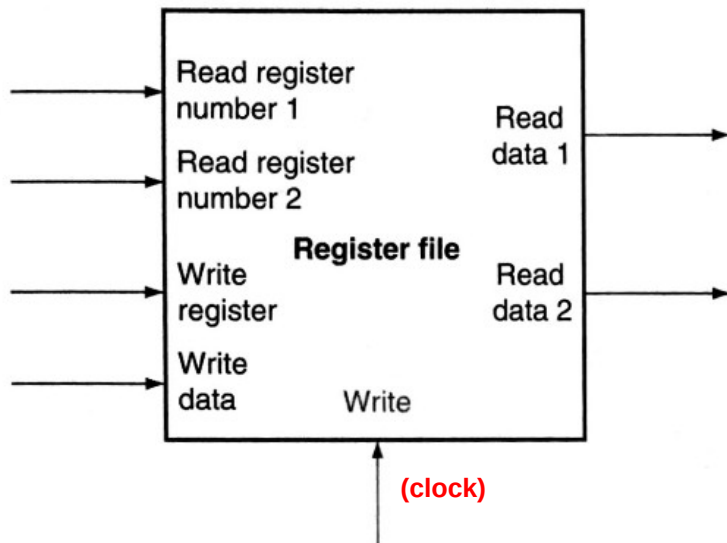 Read register
number 1
Read
data 1
Read register
number 2
Register file
Write
register
Read
data 2
Write
data
Write
(clock)